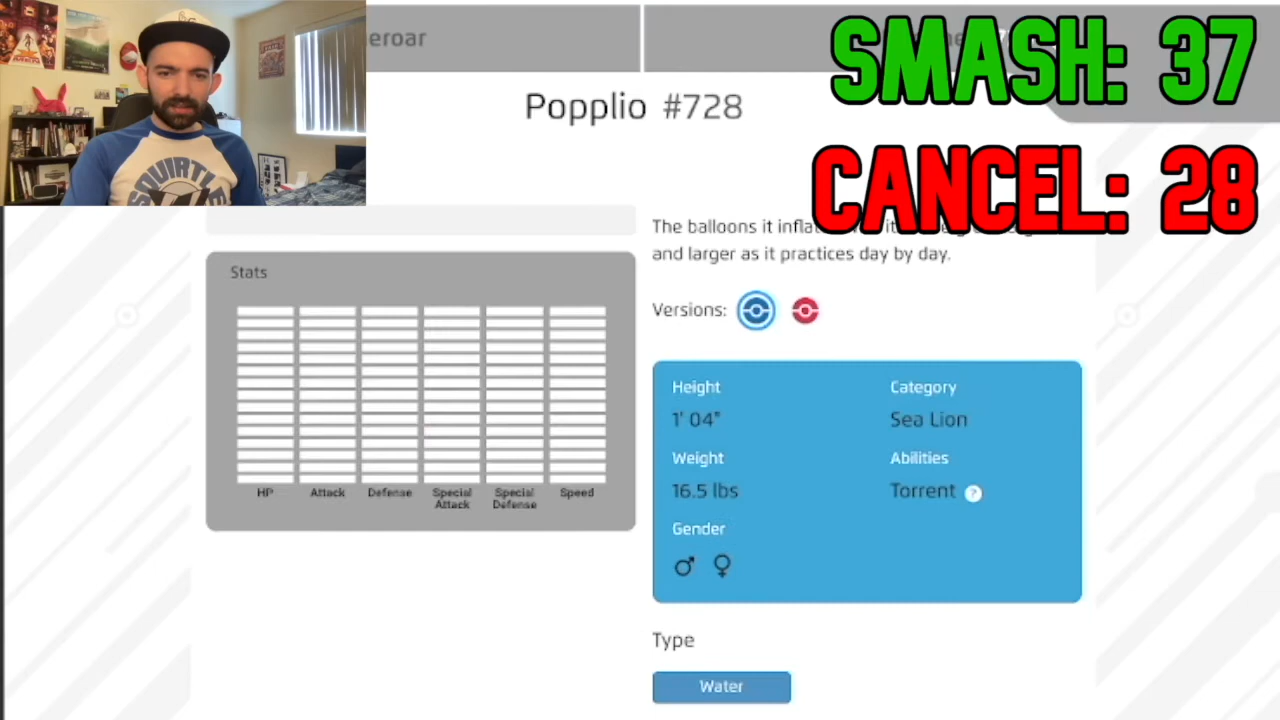 eroar
SMASH: 37
Popplio #728
CANCEL: 28
SQUIRTLE
The balloons it
and larger as it practices day by day.
Versions:
Stats
HP
Attack
Defense
Special
Attack
Special
Defense
Speed
Height
1' 04"
Category
Sea Lion
Weight
16.5 lbs
Abilities
Torrent ?
Gender
♂ ♀
Type
Water